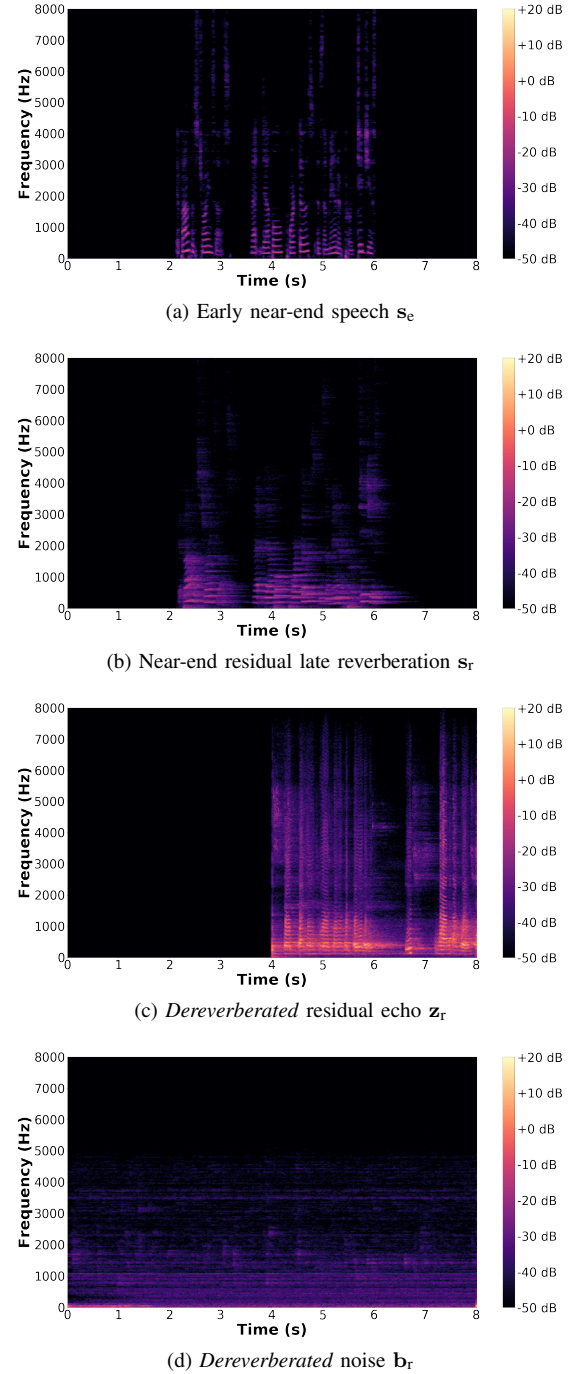 8000
7000
6000
5000
4000
3000
2000
1000
0
Frequency (Hz)
0 1 2 3 4 5 6 7 8
Time (s)
+20 dB
+10 dB
+0 dB
-10 dB
-20 dB
-30 dB
-40 dB
-50 dB
(a) Early near-end speech sₑ
8000
7000
6000
5000
4000
3000
2000
1000
0
Frequency (Hz)
0 1 2 3 4 5 6 7 8
Time (s)
+20 dB
+10 dB
+0 dB
-10 dB
-20 dB
-30 dB
-40 dB
-50 dB
(b) Near-end residual late reverberation sᵣ
8000
7000
6000
5000
4000
3000
2000
1000
0
Frequency (Hz)
0 1 2 3 4 5 6 7 8
Time (s)
+20 dB
+10 dB
+0 dB
-10 dB
-20 dB
-30 dB
-40 dB
-50 dB
(c) Dereverberated residual echo zᵣ
8000
7000
6000
5000
4000
3000
2000
1000
0
Frequency (Hz)
0 1 2 3 4 5 6 7 8
Time (s)
+20 dB
+10 dB
+0 dB
-10 dB
-20 dB
-30 dB
-40 dB
-50 dB
(d) Dereverberated noise bᵣ